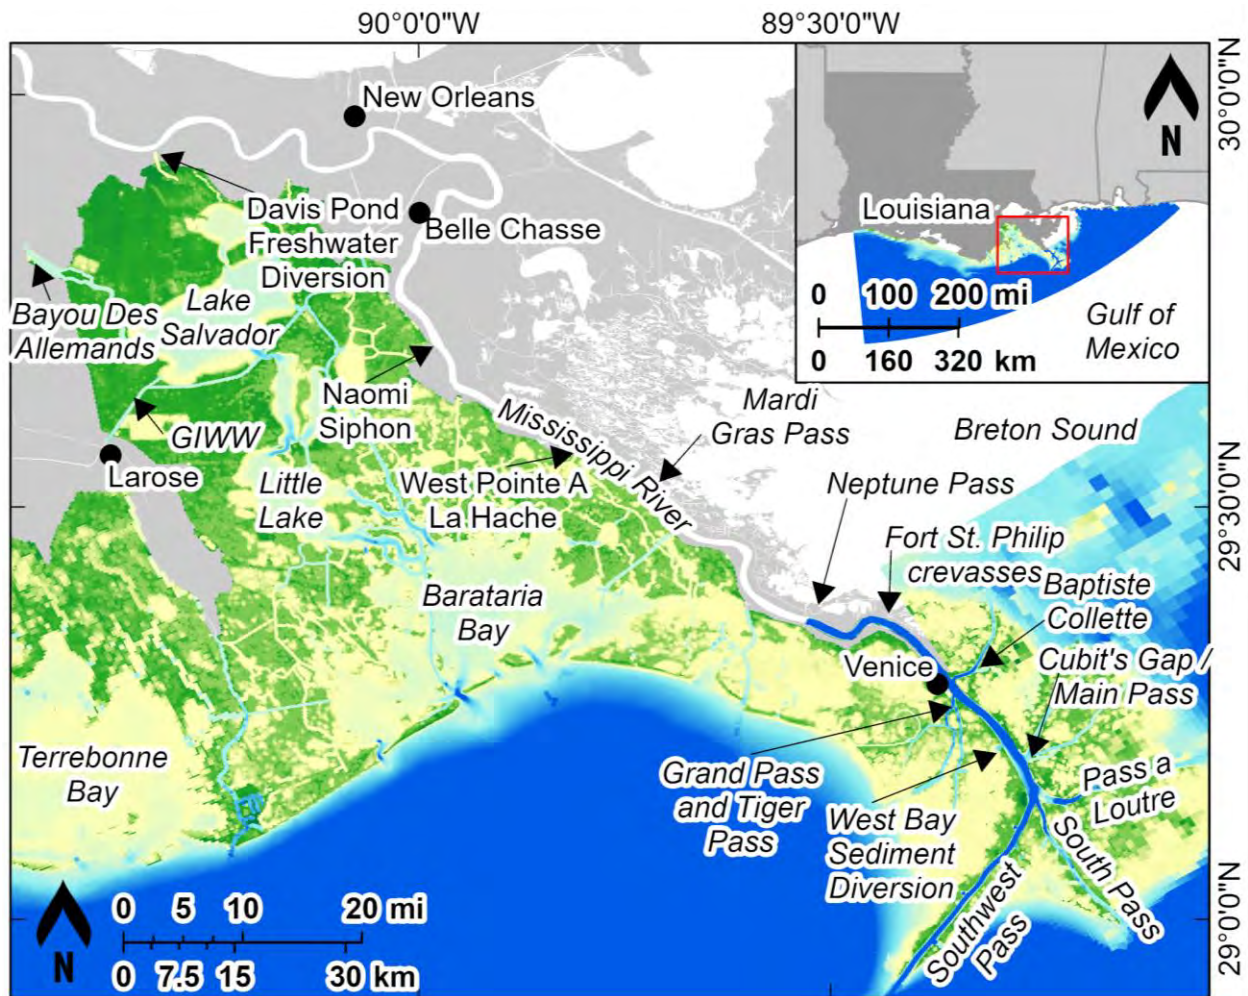 90°0'0"W
89°30'0"W
30°0'0"N
29°30'0"N
29°0'0"N
New Orleans
Davis Pond
Freshwater
Diversion
Belle Chasse
Bayou Des
Allemands
Lake
Salvador
Naomi
Siphon
GIWW
Larose
Little
Lake
West Pointe A
La Hache
Mississippi River
Mardi
Gras Pass
Breton Sound
Neptune Pass
Fort St. Philip
crevasses
Baptiste
Collette
Cubit's Gap /
Main Pass
Venice
Barataria
Bay
Terrebonne
Bay
Grand Pass
and Tiger
Pass
West Bay
Sediment
Diversion
Pass a
Loutre
South Pass
Southwest
Pass
N
0 5 10 20 mi
0 7.5 15 30 km
Louisiana
N
0 100 200 mi
0 160 320 km
Gulf of
Mexico